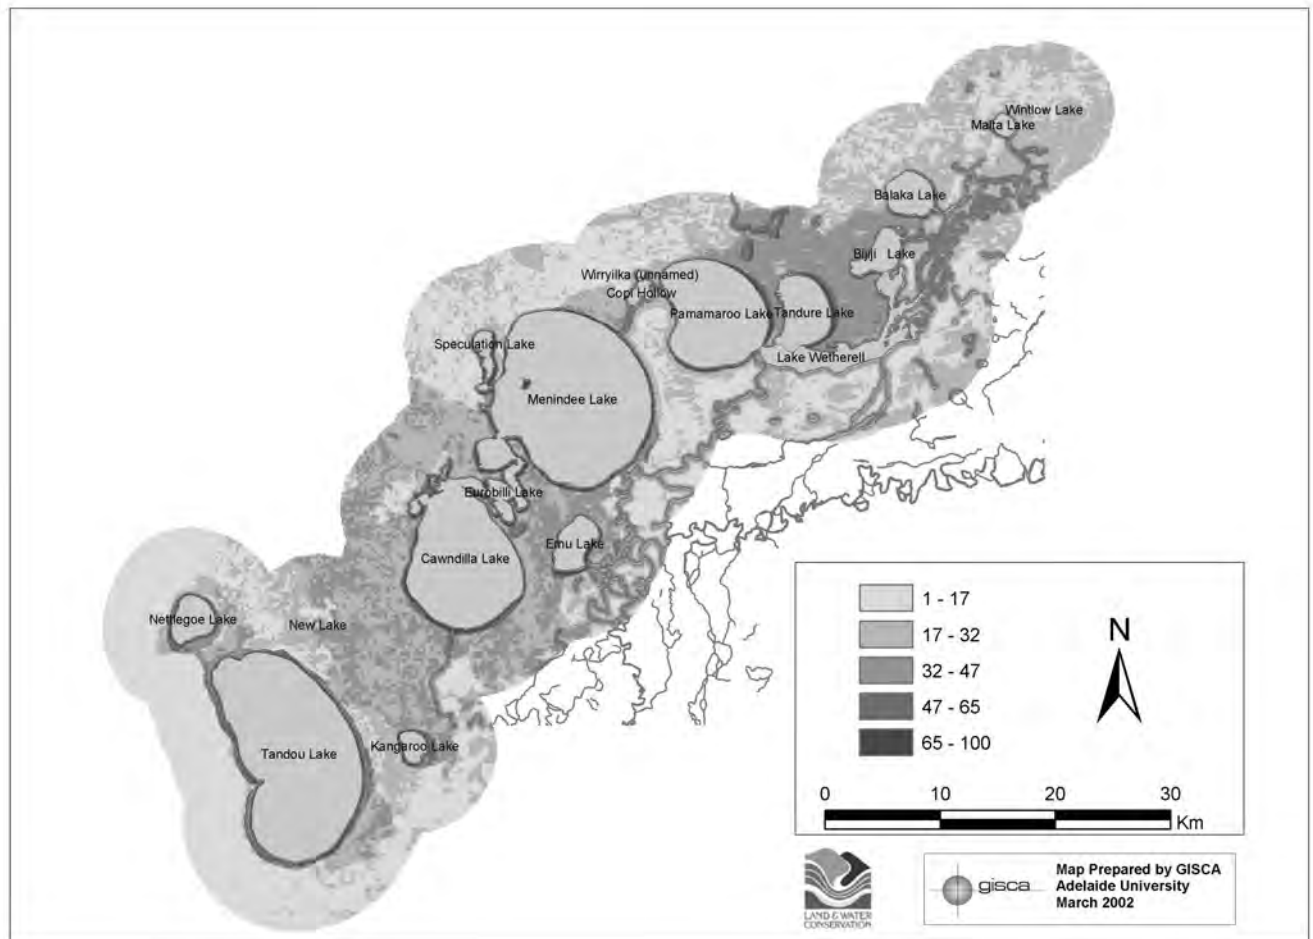 Wintlow Lake
Malta Lake
Balaka Lake
Bijiji Lake
Wirryilka (unnamed)
Copi Hollow
Pamamaroo Lake
Tandure Lake
Speculation Lake
Lake Wetherell
Menindee Lake
Eurobilli Lake
Emu Lake
Cawndilla Lake
Nettlegoe Lake
New Lake
Kangaroo Lake
Tandou Lake
1 - 17
17 - 32
32 - 47
47 - 65
65 - 100
N
0 10 20 30
Km
LAND & WATER
CONSERVATION
gisca
Map Prepared by GISCA
Adelaide University
March 2002